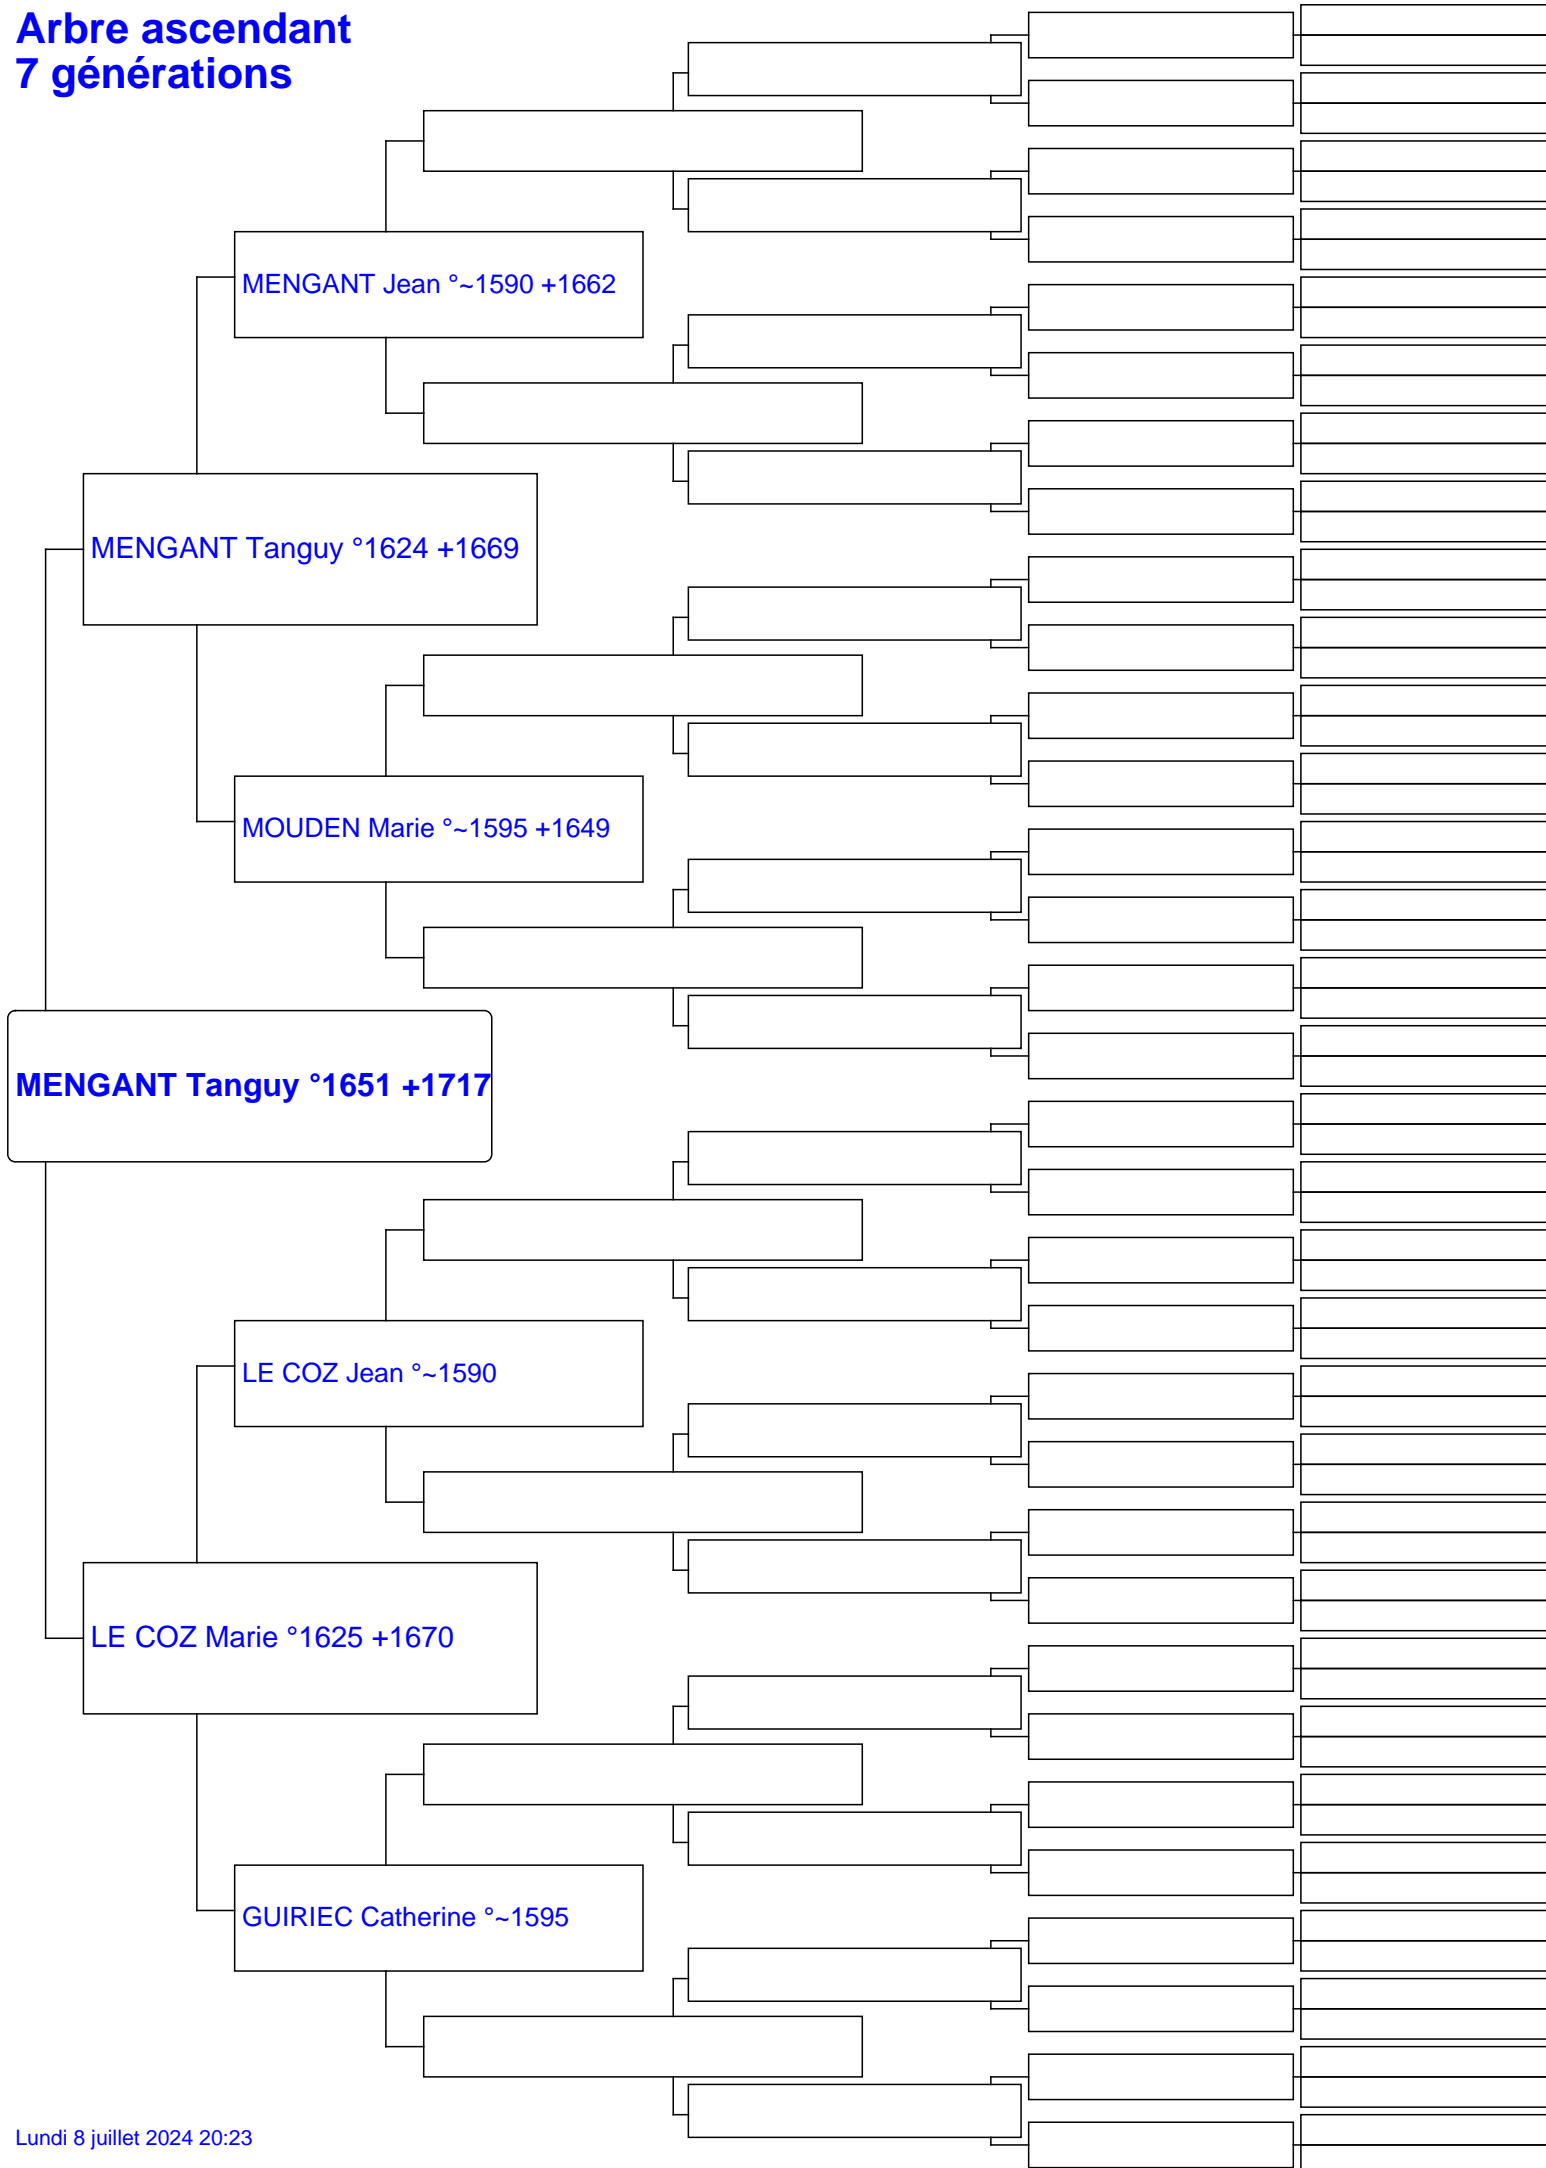 Arbre ascendant
7 générations
MENGANT Jean °~1590 +1662
MENGANT Tanguy °1624 +1669
MOUDEN Marie °~1595 +1649
MENGANT Tanguy °1651 +1717
LE COZ Jean °~1590
LE COZ Marie °1625 +1670
GUIRIEC Catherine °~1595
Lundi 8 juillet 2024 20:23